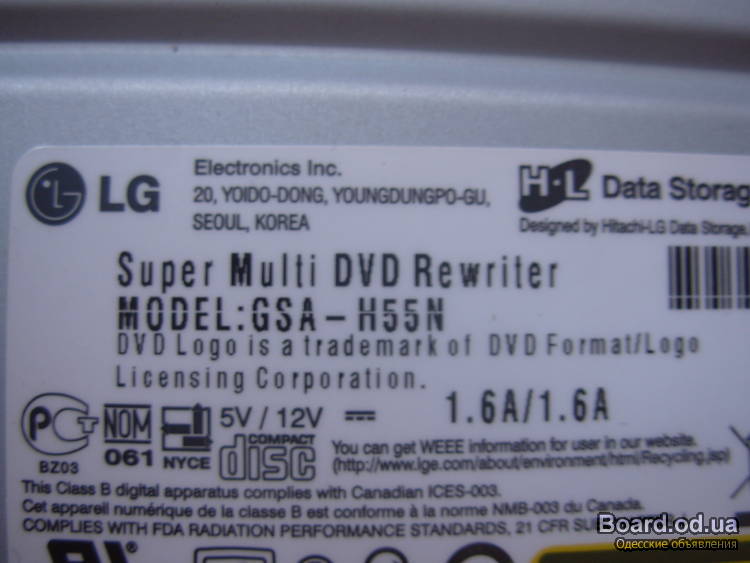 LG
Electronics Inc.
20, YOIDO-DONG, YOUNGDUNGPO-GU,
SEOUL, KOREA
H·L Data Storag
Designed by Hitachi-LG Data Storage,
Super Multi DVD Rewriter
MODEL:GSA-H55N
DVD Logo is a trademark of DVD Format/Logo
Licensing Corporation.
5V / 12V 1.6A/1.6A
BZ03
NOM
061
NYCE
COMPACT
disc
You can get WEEE information for user in our website.
(http://www.lge.com/about/environment/html/Recycling.jsp)
This Class B digital apparatus complies with Canadian ICES-003.
Cet appareil numérique de la classe B est conforme à la norme NMB-003 du Canada.
COMPLIES WITH FDA RADIATION PERFORMANCE STANDARDS, 21 CFR SU
Board.od.ua
Одесские объявления